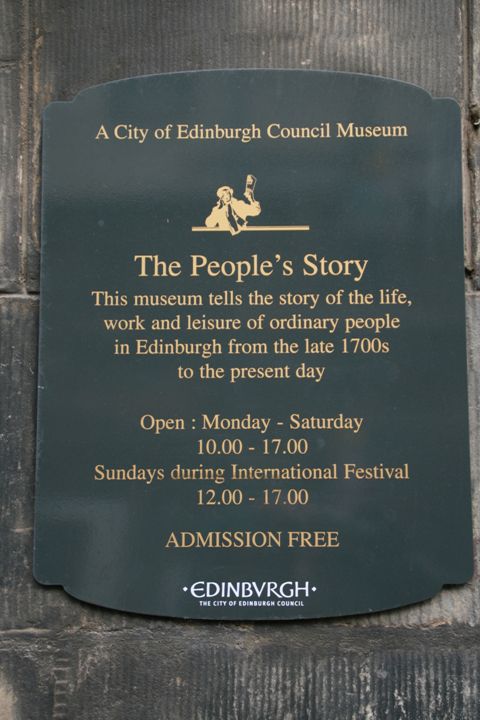 A City of Edinburgh Council Museum
The People's Story
This museum tells the story of the life,
work and leisure of ordinary people
in Edinburgh from the late 1700s
to the present day
Open : Monday - Saturday
10.00 - 17.00
Sundays during International Festival
12.00 - 17.00
ADMISSION FREE
·EDINBVRGH·
THE CITY OF EDINBURGH COUNCIL